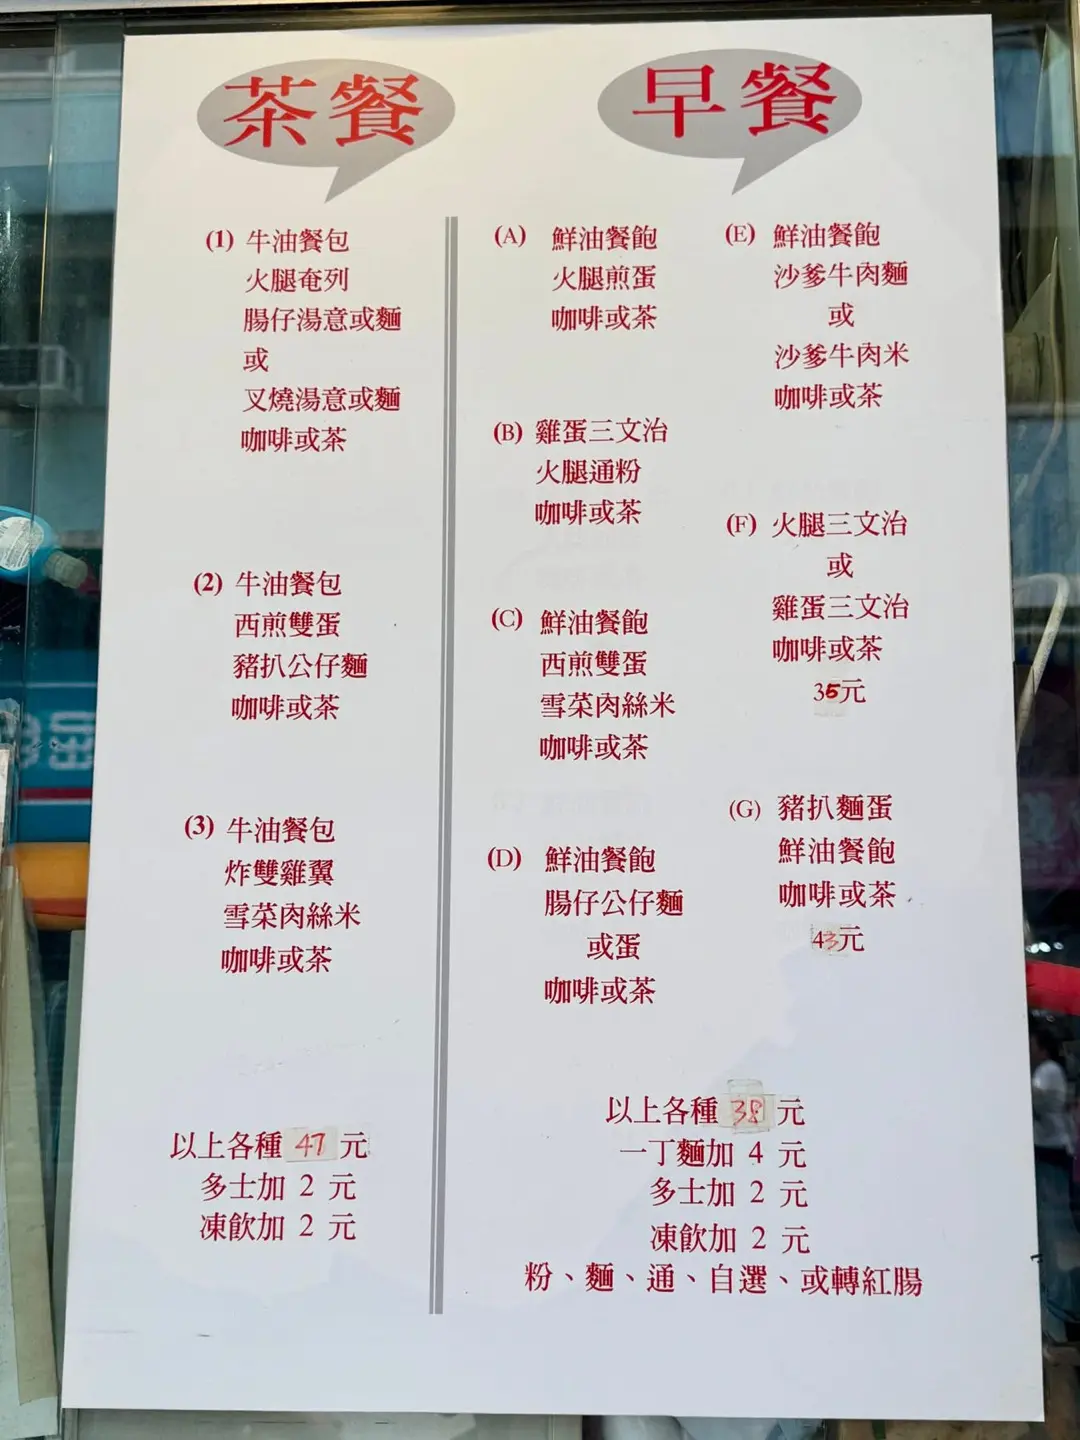 茶餐
(1) 牛油餐包
火腿奄列
腸仔湯意或麵
或
叉燒湯意或麵
咖啡或茶
(2) 牛油餐包
西煎雙蛋
豬扒公仔麵
咖啡或茶
(3) 牛油餐包
炸雙雞翼
雪菜肉絲米
咖啡或茶
以上各種 47 元
多士加 2 元
凍飲加 2 元
早餐
(A) 鮮油餐飽
火腿煎蛋
咖啡或茶
(B) 雞蛋三文治
火腿通粉
咖啡或茶
(C) 鮮油餐飽
西煎雙蛋
雪菜肉絲米
咖啡或茶
(D) 鮮油餐飽
腸仔公仔麵
或蛋
咖啡或茶
(E) 鮮油餐飽
沙爹牛肉麵
或
沙爹牛肉米
咖啡或茶
(F) 火腿三文治
或
雞蛋三文治
咖啡或茶
35元
(G) 豬扒麵蛋
鮮油餐飽
咖啡或茶
43元
以上各種 38 元
一丁麵加 4 元
多士加 2 元
凍飲加 2 元
粉、麵、通、自選、或轉紅腸